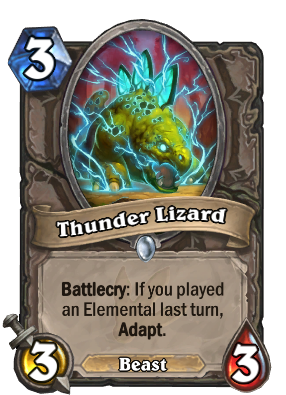 3
Thunder Lizard
Battlecry: If you played
an Elemental last turn,
Adapt.
3
Beast
3